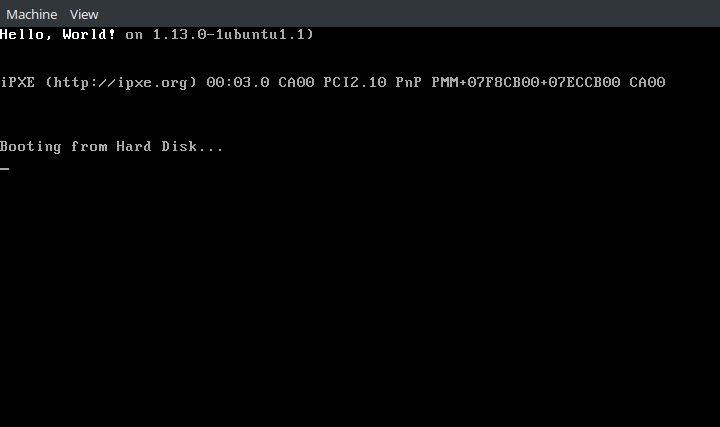 Machine View
Hello, World! on 1.13.0-1ubuntu1.1)
iPXE (http://ipxe.org) 00:03.0 CA00 PCI2.10 PnP PMM+07F8CB00+07ECCB00 CA00
Booting from Hard Disk...